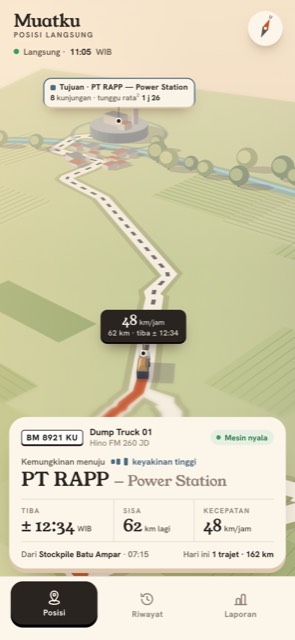 Muatku
POSISI LANGSUNG
Langsung · 11:05 WIB
Tujuan · PT RAPP — Power Station
8 kunjungan · tunggu rata² 1 j 26
48 km/jam
62 km · tiba ± 12:34
BM 8921 KU
Dump Truck 01
Hino FM 260 JD
Mesin nyala
Kemungkinan menuju keyakinan tinggi
PT RAPP – Power Station
TIBA SISA KECEPATAN
± 12:34 WIB 62 km lagi 48 km/jam
Dari Stockpile Batu Ampar · 07:15 Hari ini 1 trajet · 162 km
Posisi Riwayat Laporan